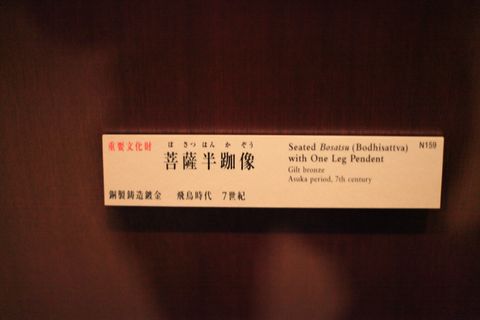 重要文化財
ぼさつはんかぞう
菩薩半跏像
銅製鋳造鍍金 飛鳥時代 7世紀
Seated Bosatsu (Bodhisattva)
with One Leg Pendent
Gilt bronze
Asuka period, 7th century
N159